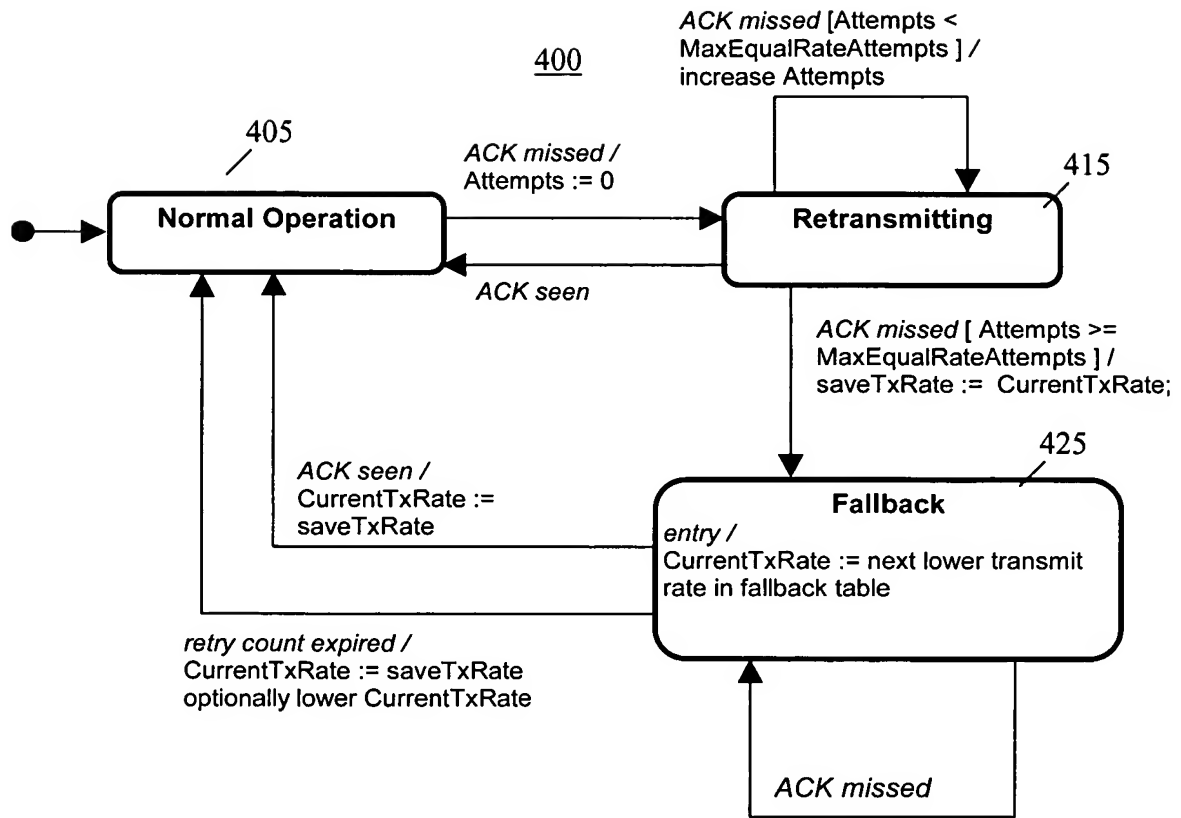 400
ACK missed [Attempts <
MaxEqualRateAttempts ] /
increase Attempts
405
ACK missed /
Attempts := 0
415
Normal Operation
Retransmitting
ACK seen
ACK missed [ Attempts >=
MaxEqualRateAttempts ] /
saveTxRate := CurrentTxRate;
425
ACK seen /
CurrentTxRate :=
saveTxRate
Fallback
entry /
CurrentTxRate := next lower transmit
rate in fallback table
retry count expired /
CurrentTxRate := saveTxRate
optionally lower CurrentTxRate
ACK missed